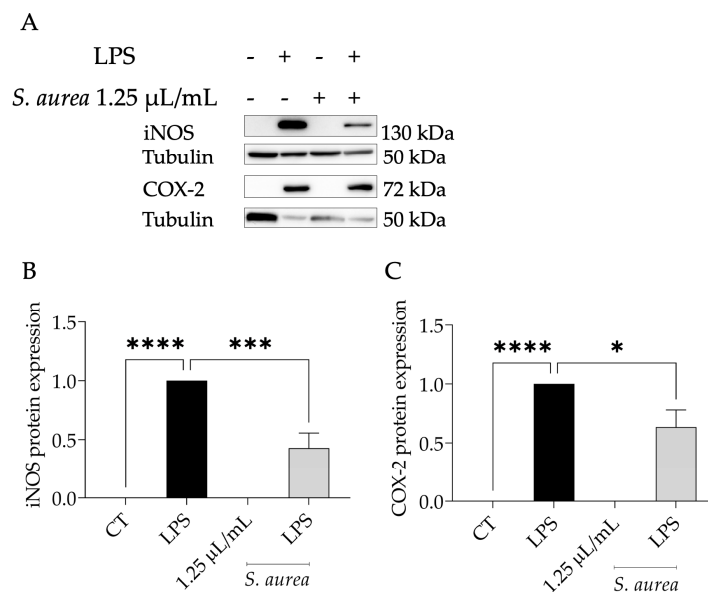 A
LPS - + - +
S. aurea 1.25 µL/mL - - + +
iNOS 130 kDa
Tubulin 50 kDa
COX-2 72 kDa
Tubulin 50 kDa
B
iNOS protein expression
1.5
1.0
0.5
0.0
**** ***
CT
LPS
1.25 µL/mL
LPS
S. aurea
C
COX-2 protein expression
1.5
1.0
0.5
0.0
**** *
CT
LPS
1.25 µL/mL
LPS
S. aurea